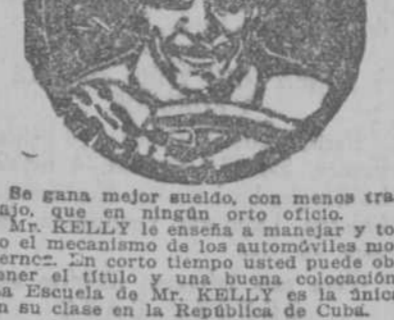 Se gana mejor sueldo, con menos tra
ajo, que en ningún orto oficio.
Mr. KELLY le enseña a manejar y to
o el mecanismo de los automóviles mo
ernos. En corto tiempo usted puede ob
ener el título y una buena colocación
a Escuela de Mr. KELLY es la única
n su clase en la República de Cuba.